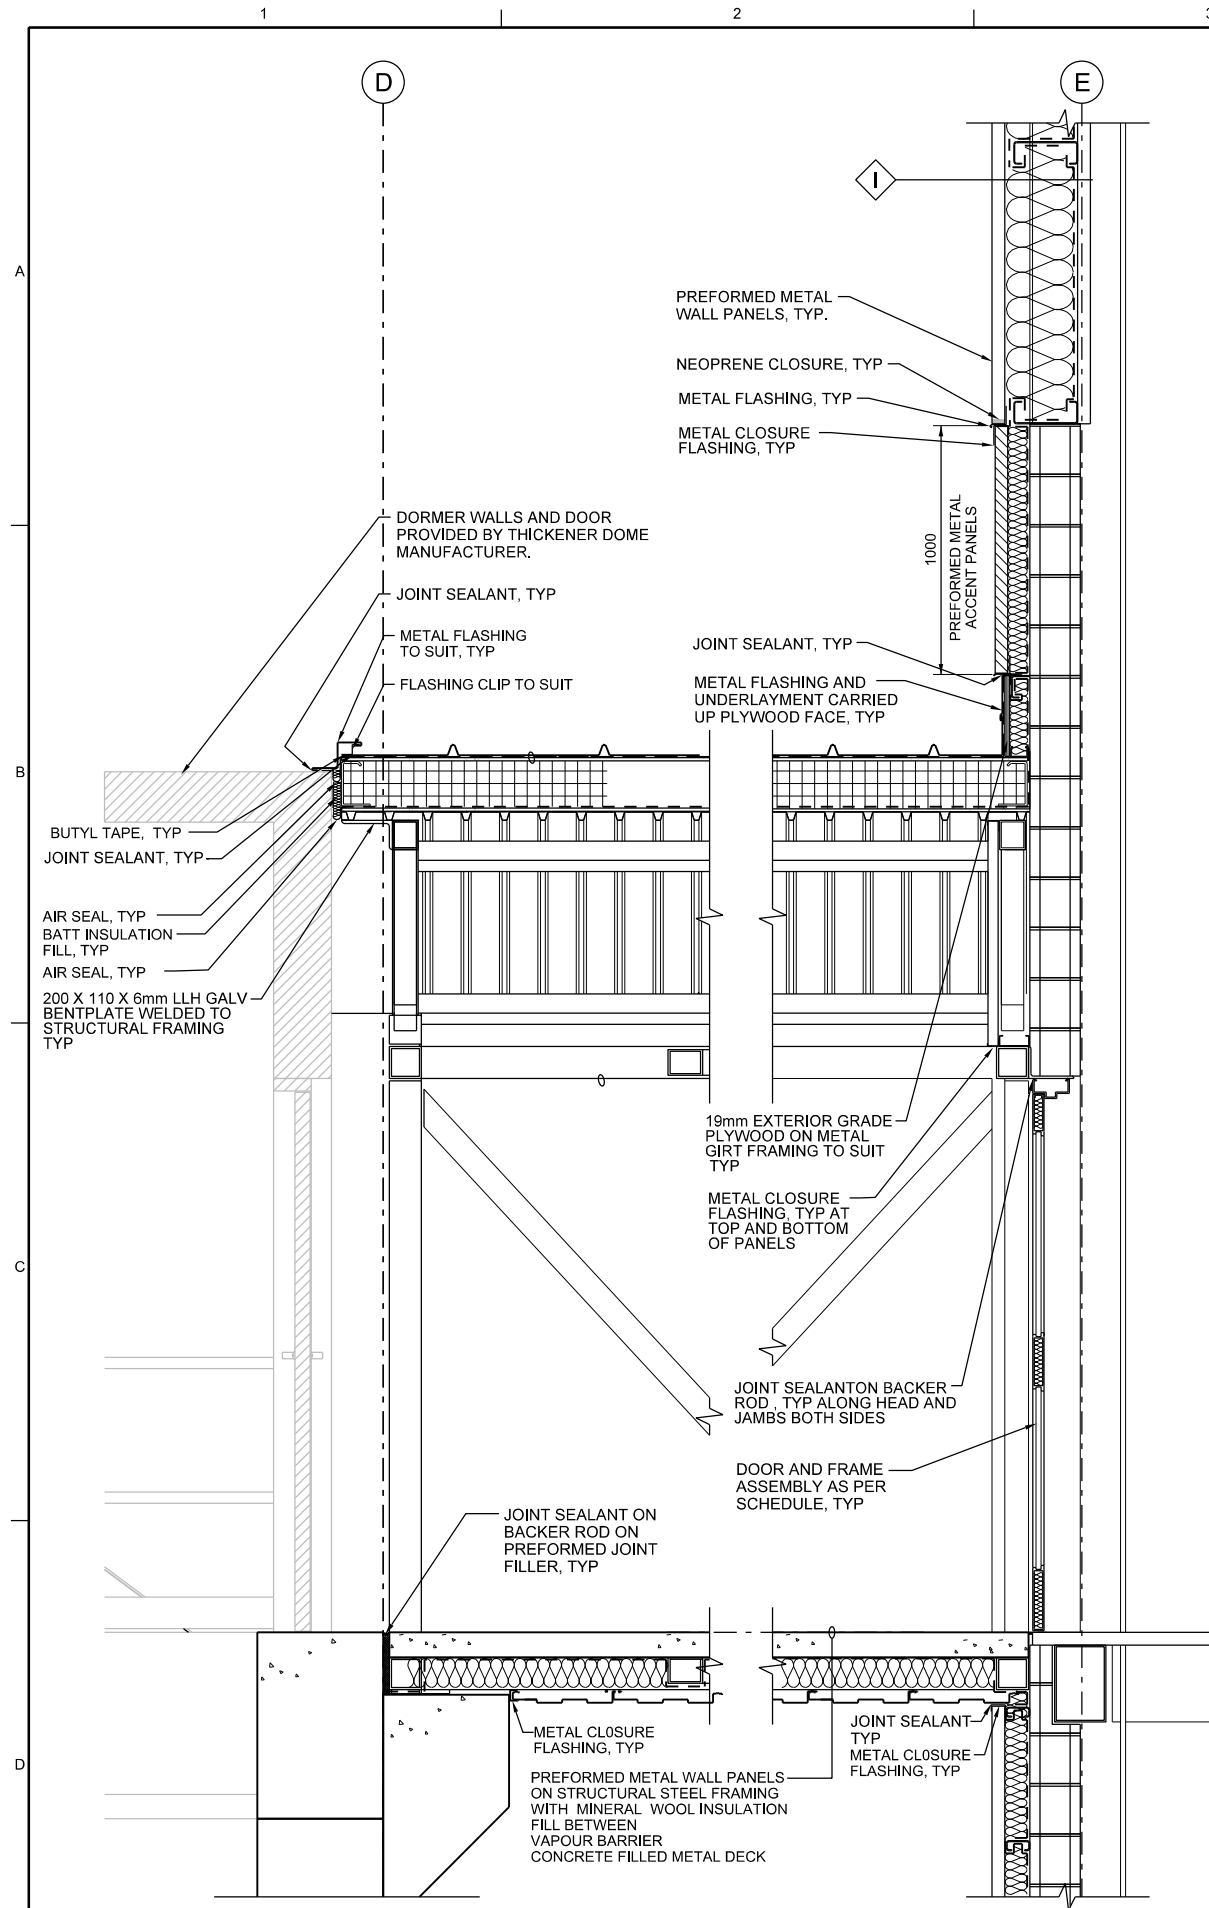 1
2
3
D
E
I
A
PREFORMED METAL
WALL PANELS, TYP.
NEOPRENE CLOSURE, TYP
METAL FLASHING, TYP
METAL CLOSURE
FLASHING, TYP
1000
PREFORMED METAL
ACCENT PANELS
DORMER WALLS AND DOOR
PROVIDED BY THICKENER DOME
MANUFACTURER.
JOINT SEALANT, TYP
METAL FLASHING
TO SUIT, TYP
FLASHING CLIP TO SUIT
JOINT SEALANT, TYP
METAL FLASHING AND
UNDERLAYMENT CARRIED
UP PLYWOOD FACE, TYP
B
BUTYL TAPE, TYP
JOINT SEALANT, TYP
AIR SEAL, TYP
BATT INSULATION
FILL, TYP
AIR SEAL, TYP
200 X 110 X 6mm LLH GALV
BENTPLATE WELDED TO
STRUCTURAL FRAMING
TYP
19mm EXTERIOR GRADE
PLYWOOD ON METAL
GIRT FRAMING TO SUIT
TYP
METAL CLOSURE
FLASHING, TYP AT
TOP AND BOTTOM
OF PANELS
C
JOINT SEALANTON BACKER
ROD , TYP ALONG HEAD AND
JAMBS BOTH SIDES
DOOR AND FRAME
ASSEMBLY AS PER
SCHEDULE, TYP
JOINT SEALANT ON
BACKER ROD ON
PREFORMED JOINT
FILLER, TYP
METAL CL0SURE
FLASHING, TYP
JOINT SEALANT
TYP
METAL CL0SURE
FLASHING, TYP
D
PREFORMED METAL WALL PANELS
ON STRUCTURAL STEEL FRAMING
WITH MINERAL WOOL INSULATION
FILL BETWEEN
VAPOUR BARRIER
CONCRETE FILLED METAL DECK